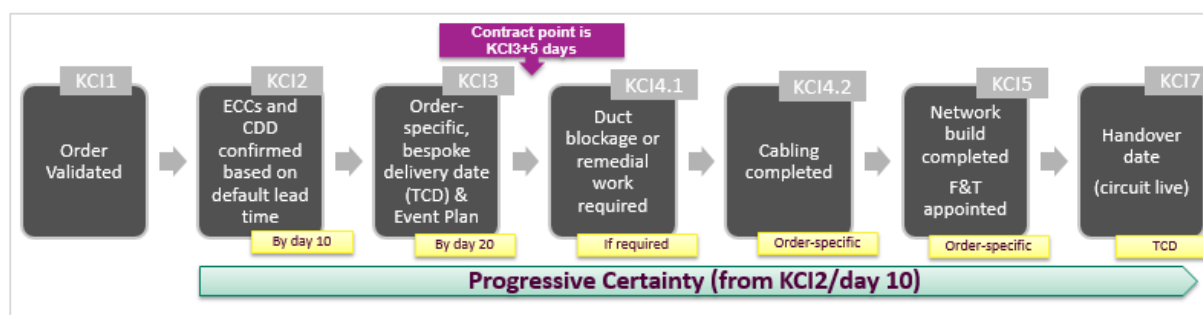 Contract point is
KCI3+5 days
KCI1
Order
Validated
KCI2
ECCs and
CDD
confirmed
based on
default lead
time
By day 10
KCI3
Order-
specific,
bespoke
delivery date
(TCD) &
Event Plan
By day 20
KCI4.1
Duct
blockage or
remedial
work
required
If required
KCI4.2
Cabling
completed
Order-specific
KCI5
Network
build
completed
F&T
appointed
Order-specific
KCI7
Handover
date
(circuit live)
TCD
Progressive Certainty (from KCI2/day 10)